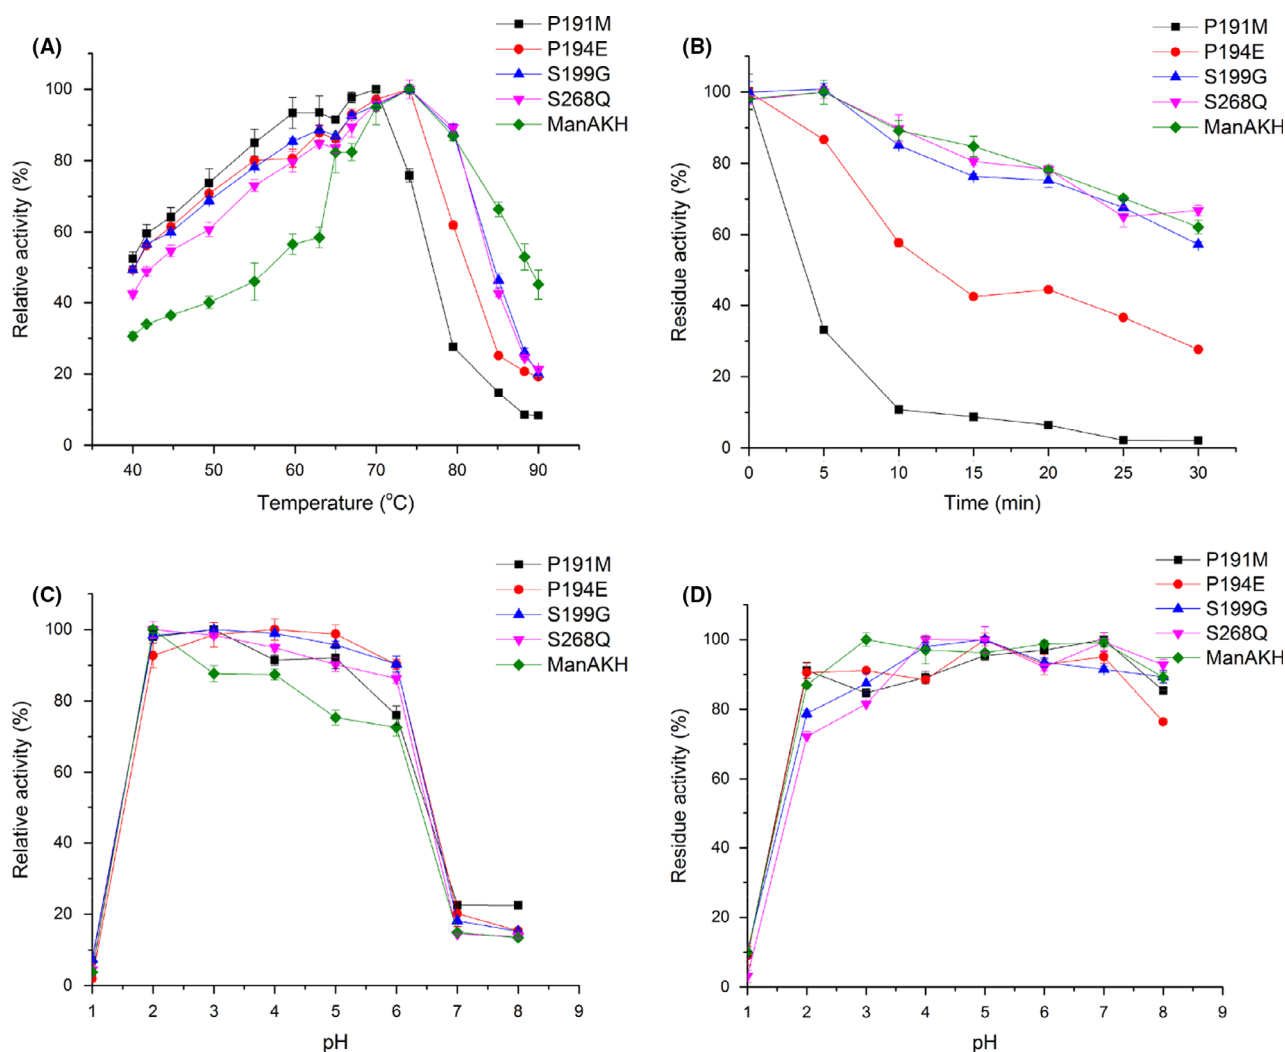 (A)
P191M
P194E
S199G
S268Q
ManAKH
100
80
60
40
20
0
Relative activity (%)
40 50 60 70 80 90
Temperature (°C)
(B)
P191M
P194E
S199G
S268Q
ManAKH
100
80
60
40
20
0
Residue activity (%)
0 5 10 15 20 25 30
Time (min)
(C)
P191M
P194E
S199G
S268Q
ManAKH
100
80
60
40
20
0
Relative activity (%)
1 2 3 4 5 6 7 8 9
pH
(D)
P191M
P194E
S199G
S268Q
ManAKH
100
80
60
40
20
0
Residue activity (%)
1 2 3 4 5 6 7 8 9
pH